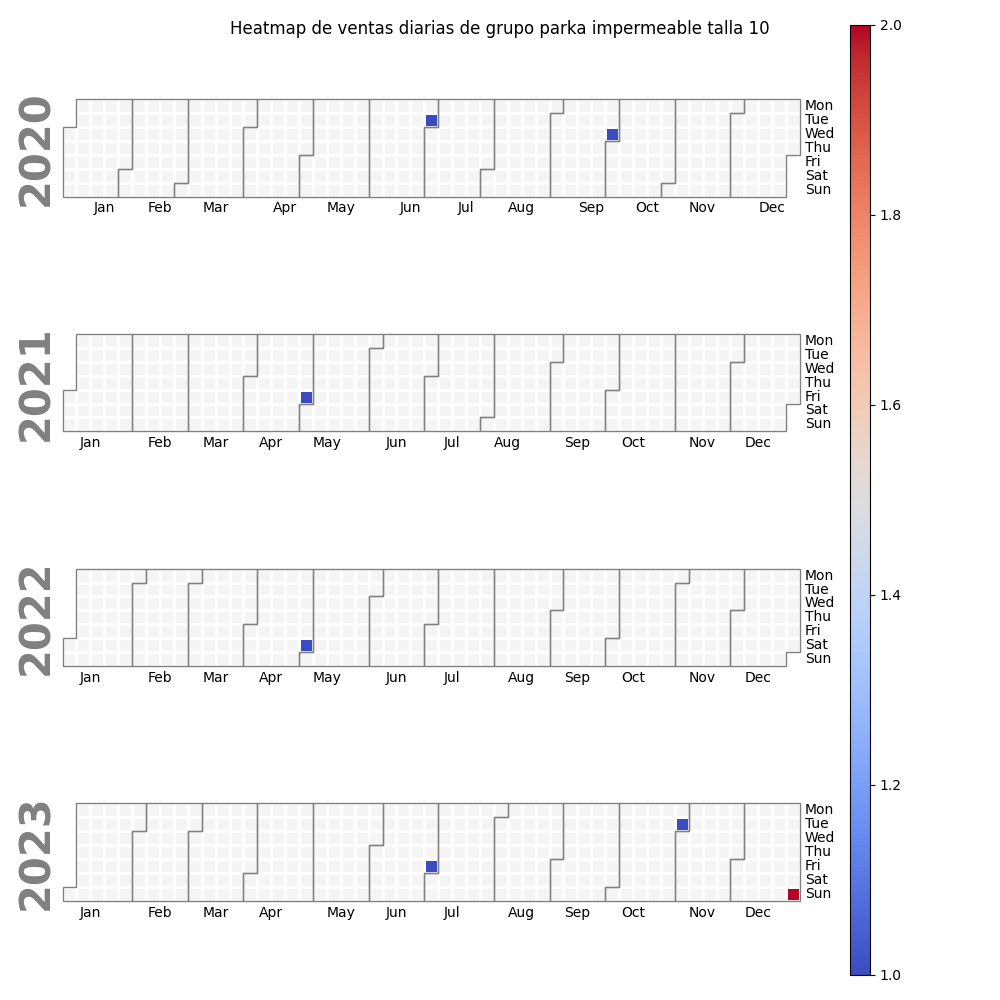 Heatmap de ventas diarias de grupo parka impermeable talla 10
2020
Mon
Tue
Wed
Thu
Fri
Sat
Sun
Jan Feb Mar Apr May Jun Jul Aug Sep Oct Nov Dec
2021
Mon
Tue
Wed
Thu
Fri
Sat
Sun
Jan Feb Mar Apr May Jun Jul Aug Sep Oct Nov Dec
2022
Mon
Tue
Wed
Thu
Fri
Sat
Sun
Jan Feb Mar Apr May Jun Jul Aug Sep Oct Nov Dec
2023
Mon
Tue
Wed
Thu
Fri
Sat
Sun
Jan Feb Mar Apr May Jun Jul Aug Sep Oct Nov Dec
2.0
1.8
1.6
1.4
1.2
1.0